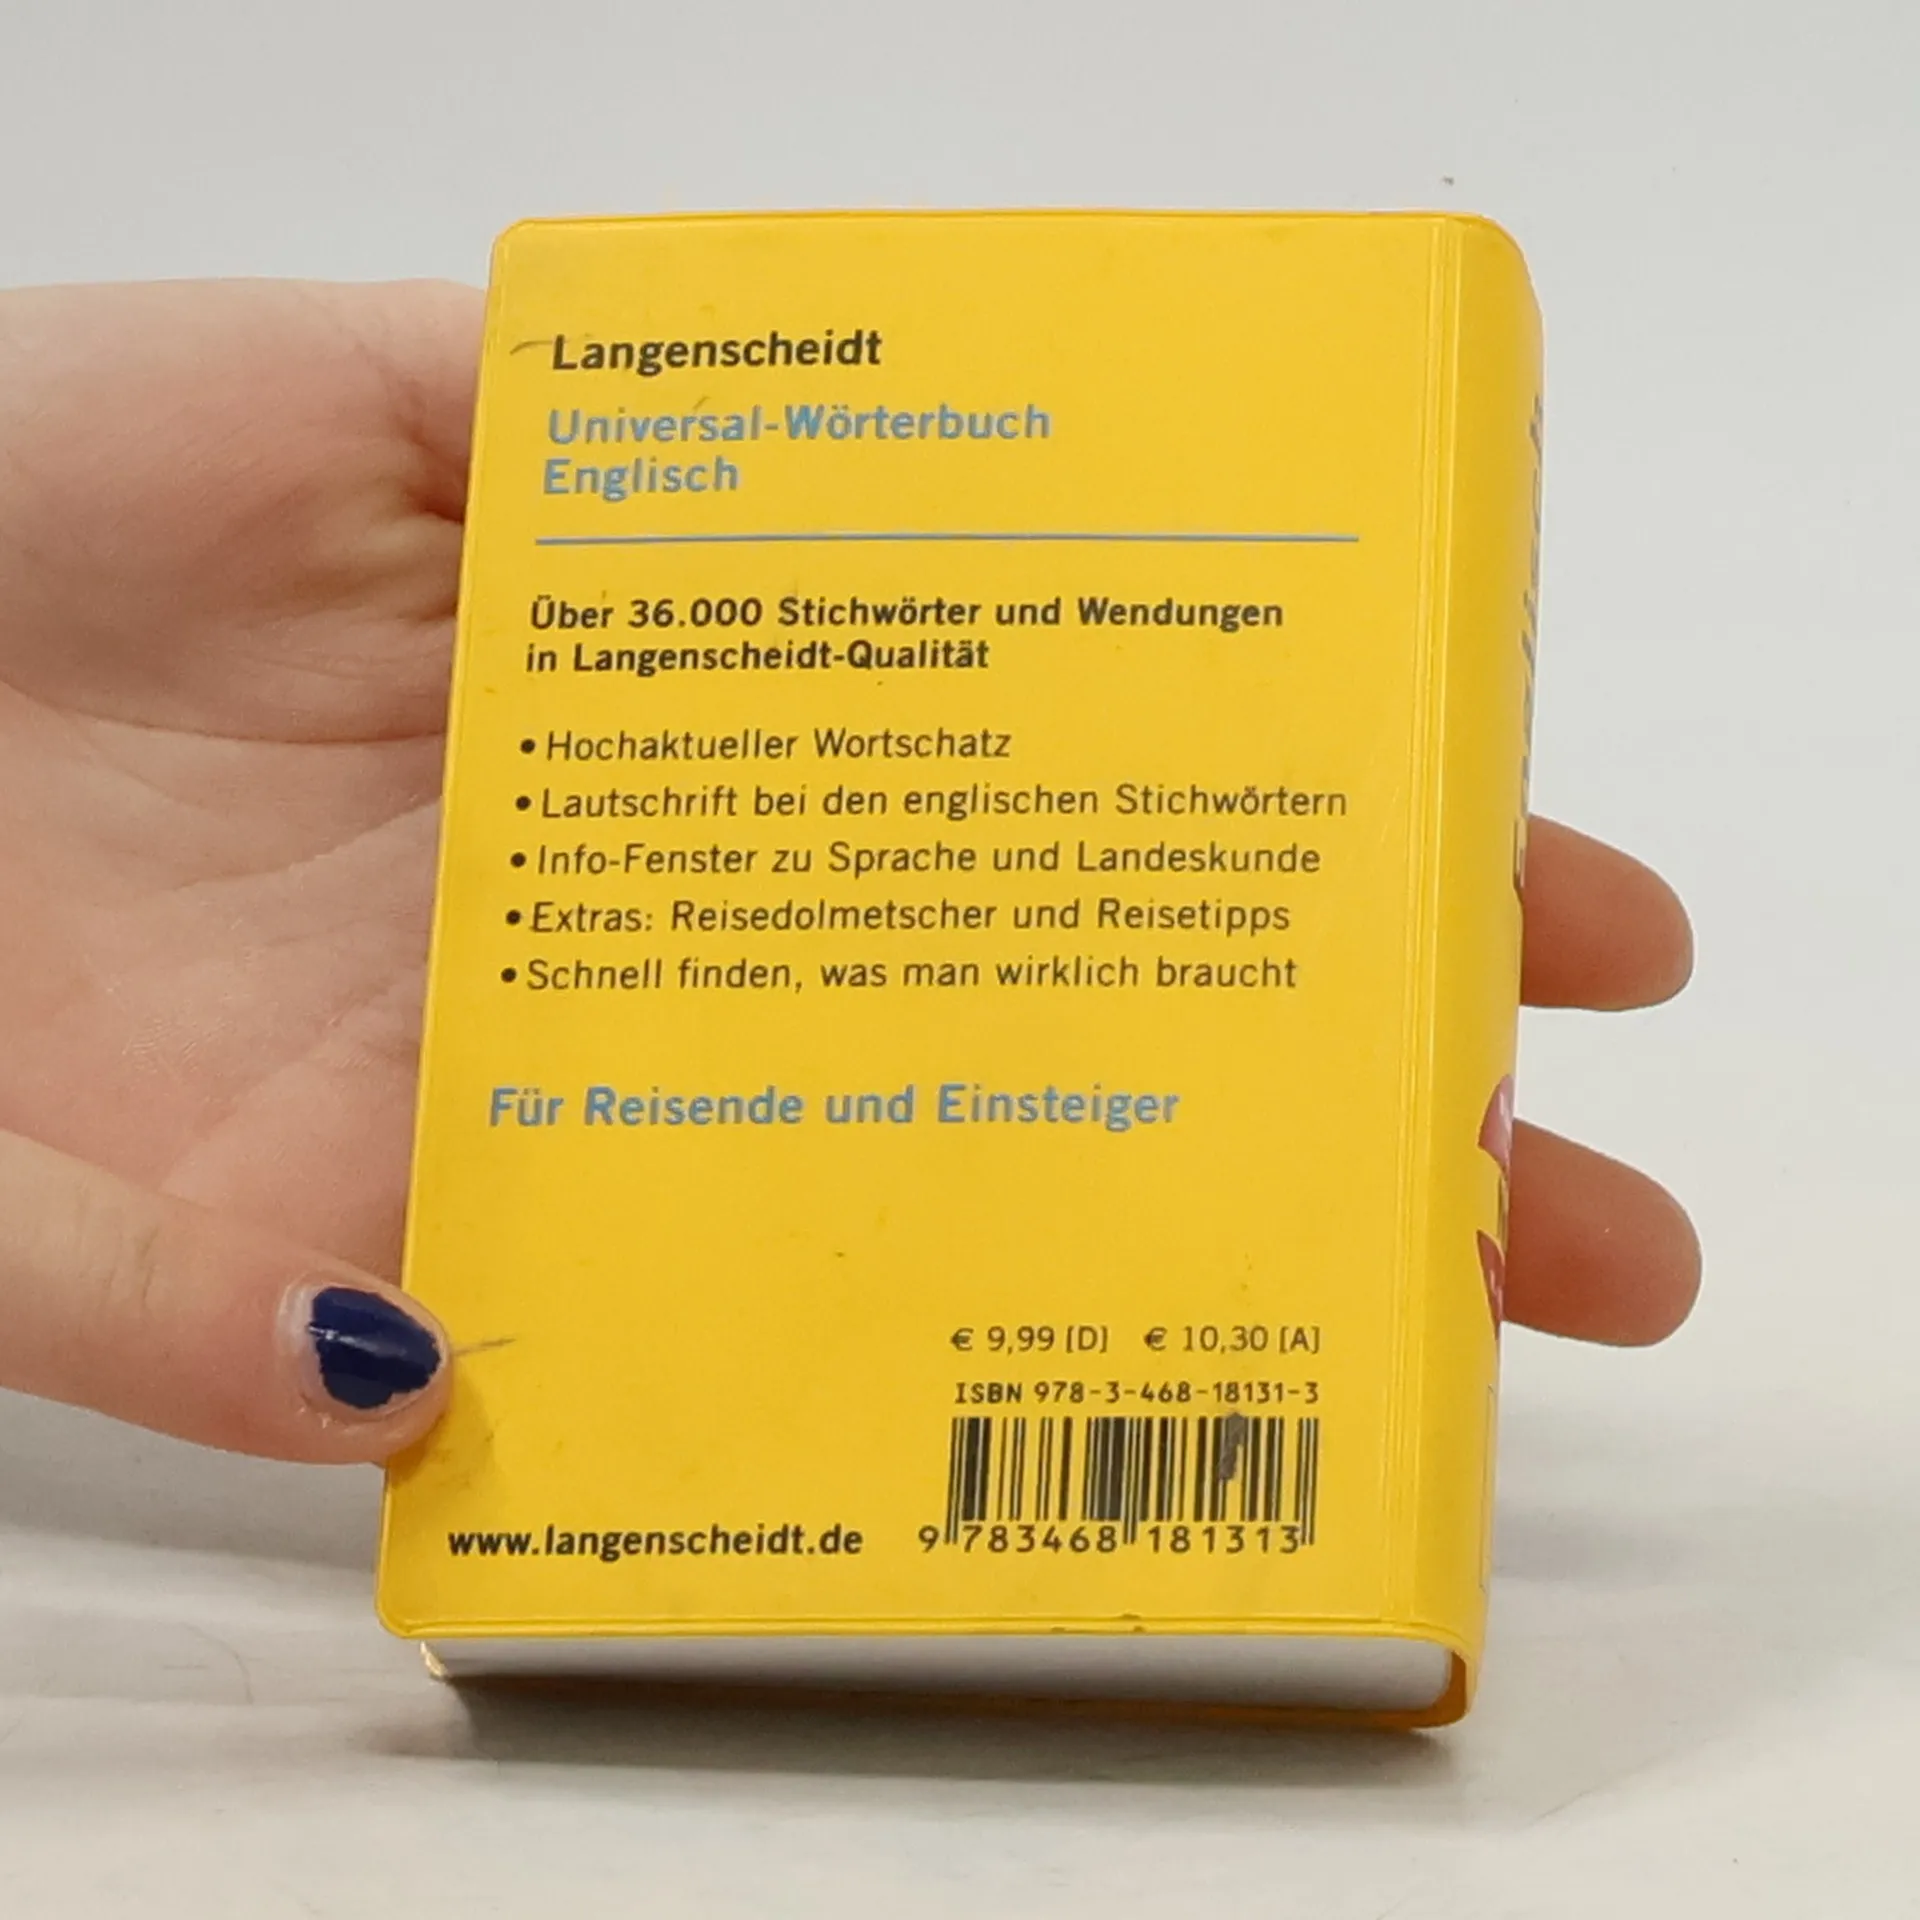 Langenscheidt
Universal-Wörterbuch
Englisch
Über 36.000 Stichwörter und Wendungen
in Langenscheidt-Qualität
• Hochaktueller Wortschatz
• Lautschrift bei den englischen Stichwörtern
• Info-Fenster zu Sprache und Landeskunde
• Extras: Reisedolmetscher und Reisetipps
• Schnell finden, was man wirklich braucht
Für Reisende und Einsteiger
€ 9,99 [D] € 10,30 [A]
ISBN 978-3-468-18131-3
www.langenscheidt.de
9 783468 181313
Englisch